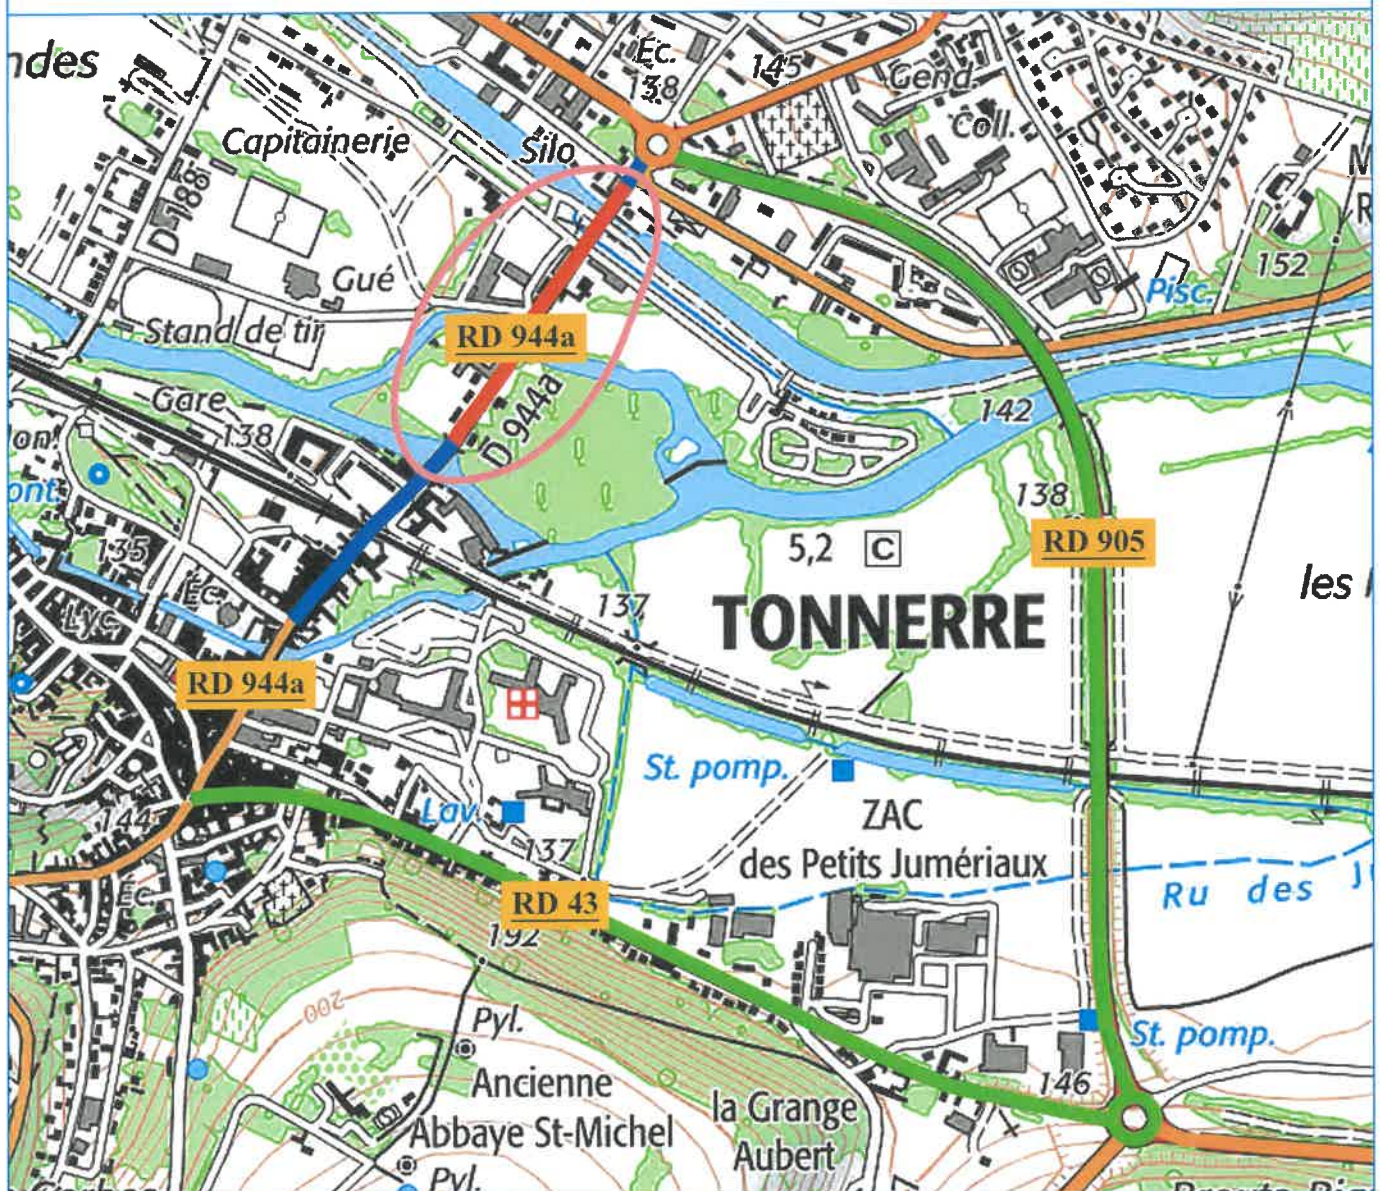 Éc.
138
145
Gend.
Coll.
Capitainerie
Silo
D 188
Gué
152
Pisc.
Stand de tir
RD 944a
D 944a
Gare
138
142
138
135
Éc.
Lyc.
5,2 C
RD 905
les
137
TONNERRE
RD 944a
St. pomp.
ZAC
des Petits Jumériaux
Lav.
144
137
Éc.
RD 43
192
Ru des
200
Pyl.
St. pomp.
146
Ancienne
Abbaye St-Michel
la Grange
Aubert
Pyl.